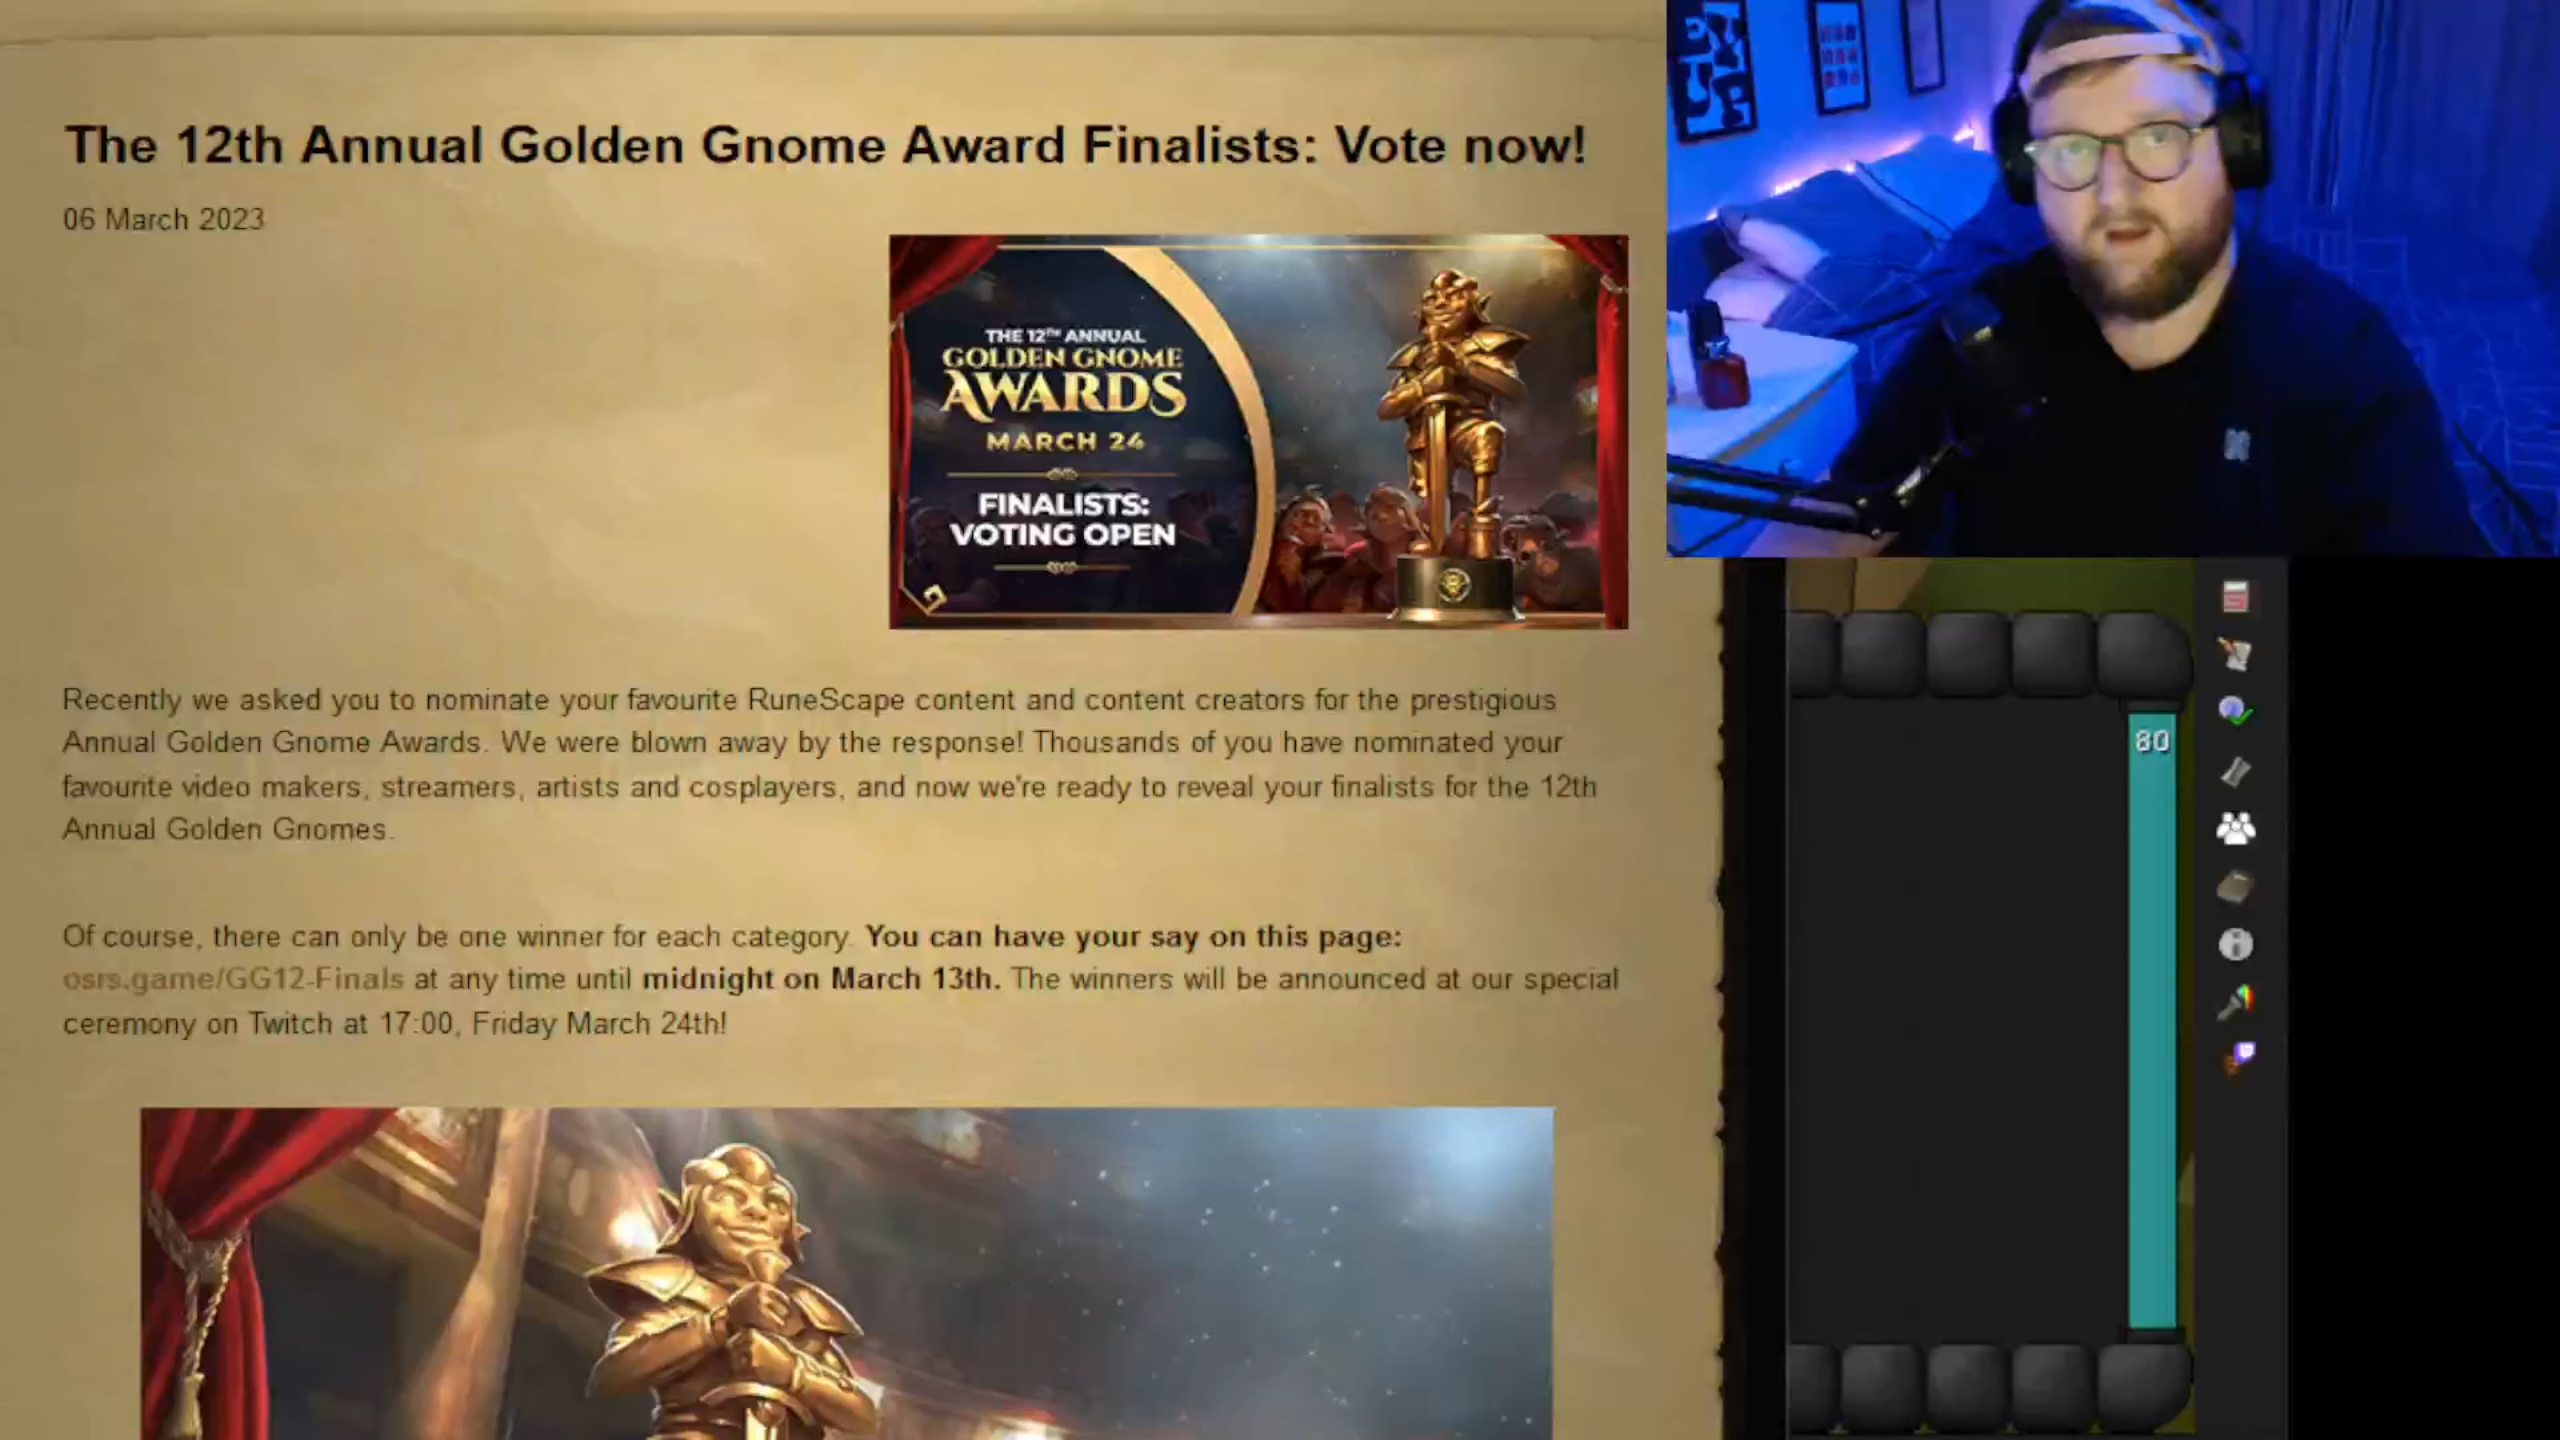 The 12th Annual Golden Gnome Award Finalists: Vote now!
06 March 2023
THE 12TH ANNUAL
GOLDEN GNOME
AWARDS
MARCH 24
FINALISTS:
VOTING OPEN
Recently we asked you to nominate your favourite RuneScape content and content creators for the prestigious
Annual Golden Gnome Awards. We were blown away by the response! Thousands of you have nominated your
favourite video makers, streamers, artists and cosplayers, and now we're ready to reveal your finalists for the 12th
Annual Golden Gnomes.
Of course, there can only be one winner for each category. You can have your say on this page:
osrs.game/GG12-Finals at any time until midnight on March 13th. The winners will be announced at our special
ceremony on Twitch at 17:00, Friday March 24th!
80